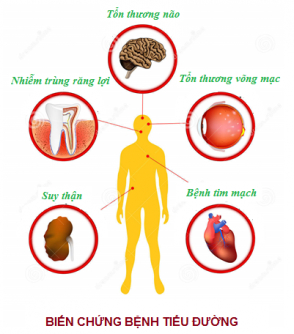 Tổn thương não
Nhiễm trùng răng lợi
Tổn thương võng mạc
Suy thận
Bệnh tim mạch
BIẾN CHỨNG BỆNH TIỂU ĐƯỜNG